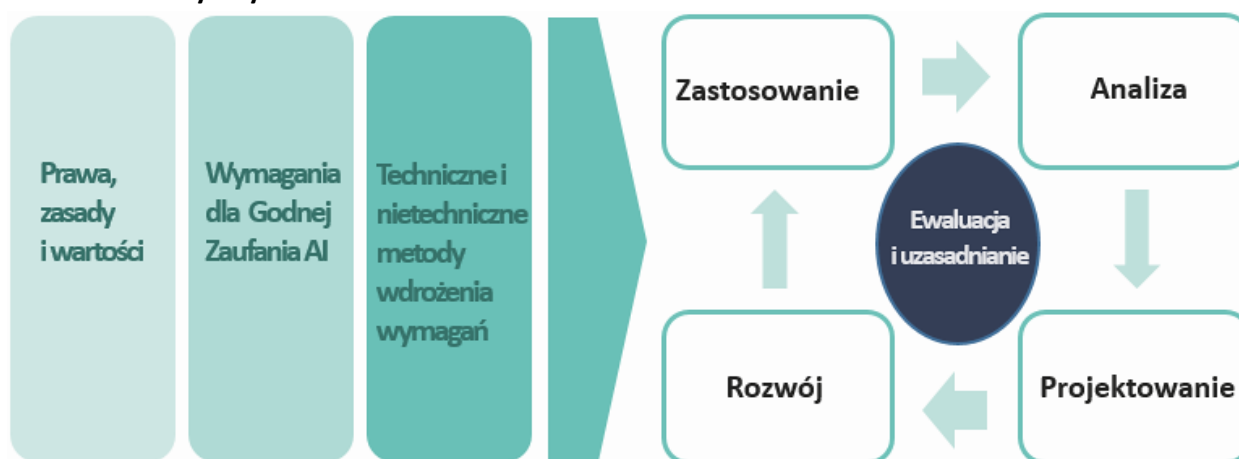 Prawa,
zasady
i wartości
Wymagania
dla Godnej
Zaufania AI
Techniczne i
nietechniczne
metody
wdrożenia
wymagań
Zastosowanie
Analiza
Ewaluacja
i uzasadnianie
Rozwój
Projektowanie